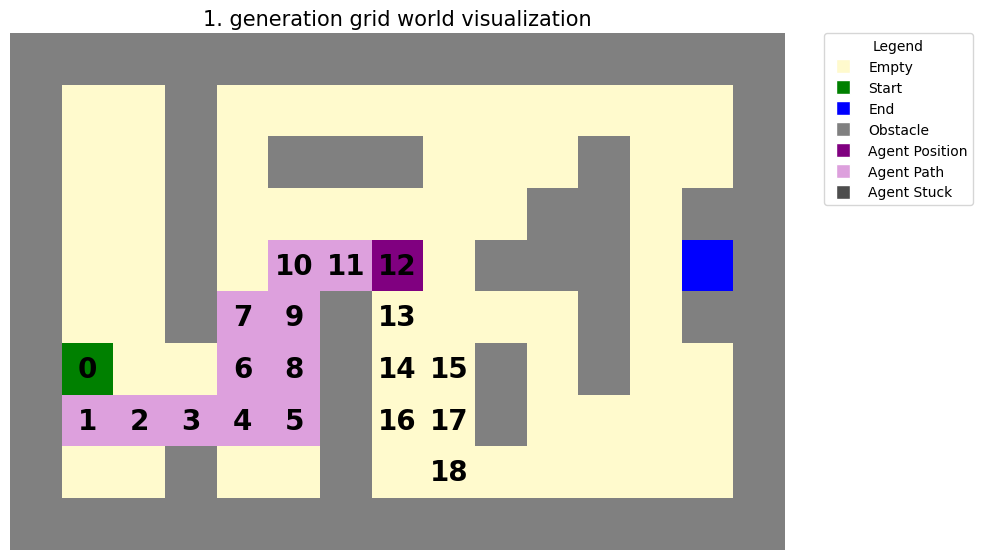 1. generation grid world visualization
Legend
Empty
Start
End
Obstacle
Agent Position
Agent Path
Agent Stuck
10 11 12
7 9 13
0 6 8 14 15
1 2 3 4 5 16 17
18